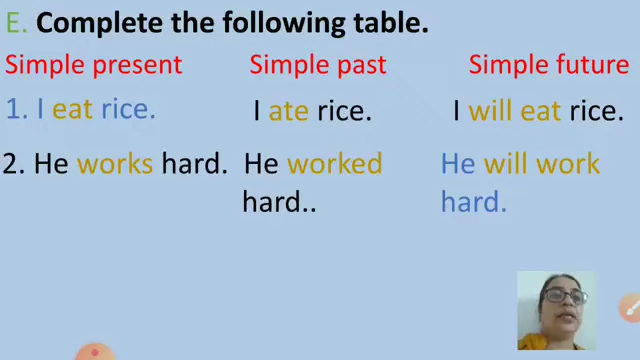 E. Complete the following table.
Simple present Simple past Simple future
1. I eat rice. I ate rice. I will eat rice.
2. He works hard. He worked He will work
hard.. hard.